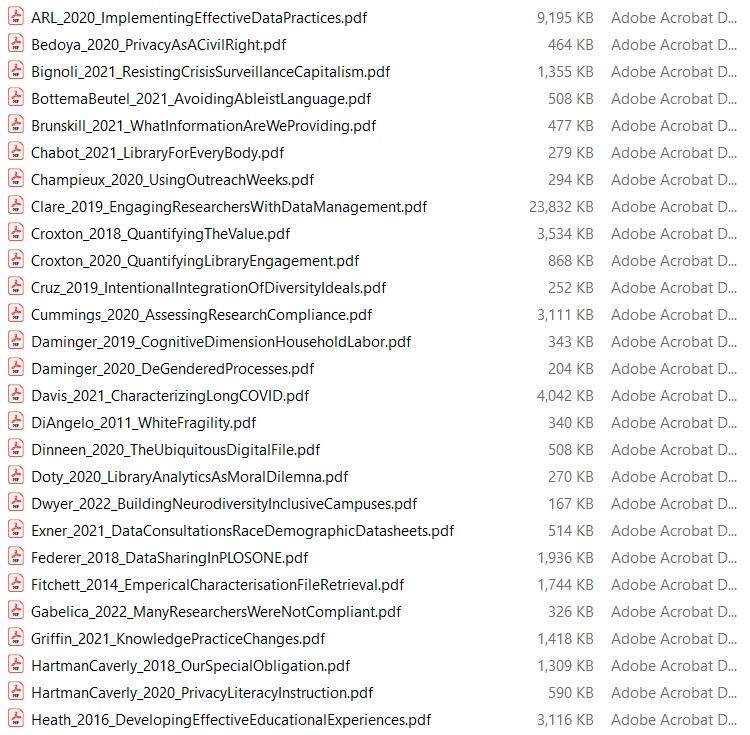 ARL_2020_ImplementingEffectiveDataPractices.pdf 9,195 KB Adobe Acrobat D...
Bedoya_2020_PrivacyAsACivilRight.pdf 464 KB Adobe Acrobat D...
Bignoli_2021_ResistingCrisisSurveillanceCapitalism.pdf 1,355 KB Adobe Acrobat D...
BottemaBeutel_2021_AvoidingAbleistLanguage.pdf 508 KB Adobe Acrobat D...
Brunskill_2021_WhatInformationAreWeProviding.pdf 477 KB Adobe Acrobat D...
Chabot_2021_LibraryForEveryBody.pdf 279 KB Adobe Acrobat D...
Champieux_2020_UsingOutreachWeeks.pdf 294 KB Adobe Acrobat D...
Clare_2019_EngagingResearchersWithDataManagement.pdf 23,832 KB Adobe Acrobat D...
Croxton_2018_QuantifyingTheValue.pdf 3,534 KB Adobe Acrobat D...
Croxton_2020_QuantifyingLibraryEngagement.pdf 868 KB Adobe Acrobat D...
Cruz_2019_IntentionalIntegrationOfDiversityIdeals.pdf 252 KB Adobe Acrobat D...
Cummings_2020_AssessingResearchCompliance.pdf 3,111 KB Adobe Acrobat D...
Daminger_2019_CognitiveDimensionHouseholdLabor.pdf 343 KB Adobe Acrobat D...
Daminger_2020_DeGenderedProcesses.pdf 204 KB Adobe Acrobat D...
Davis_2021_CharacterizingLongCOVID.pdf 4,042 KB Adobe Acrobat D...
DiAngelo_2011_WhiteFragility.pdf 340 KB Adobe Acrobat D...
Dinneen_2020_TheUbiquitousDigitalFile.pdf 508 KB Adobe Acrobat D...
Doty_2020_LibraryAnalyticsAsMoralDilemna.pdf 270 KB Adobe Acrobat D...
Dwyer_2022_BuildingNeurodiversityInclusiveCampuses.pdf 167 KB Adobe Acrobat D...
Exner_2021_DataConsultationsRaceDemographicDatasheets.pdf 514 KB Adobe Acrobat D...
Federer_2018_DataSharingInPLOSONE.pdf 1,936 KB Adobe Acrobat D...
Fitchett_2014_EmpericalCharacterisationFileRetrieval.pdf 1,744 KB Adobe Acrobat D...
Gabelica_2022_ManyResearchersWereNotCompliant.pdf 326 KB Adobe Acrobat D...
Griffin_2021_KnowledgePracticeChanges.pdf 1,418 KB Adobe Acrobat D...
HartmanCaverly_2018_OurSpecialObligation.pdf 1,309 KB Adobe Acrobat D...
HartmanCaverly_2020_PrivacyLiteracyInstruction.pdf 590 KB Adobe Acrobat D...
Heath_2016_DevelopingEffectiveEducationalExperiences.pdf 3,116 KB Adobe Acrobat D...